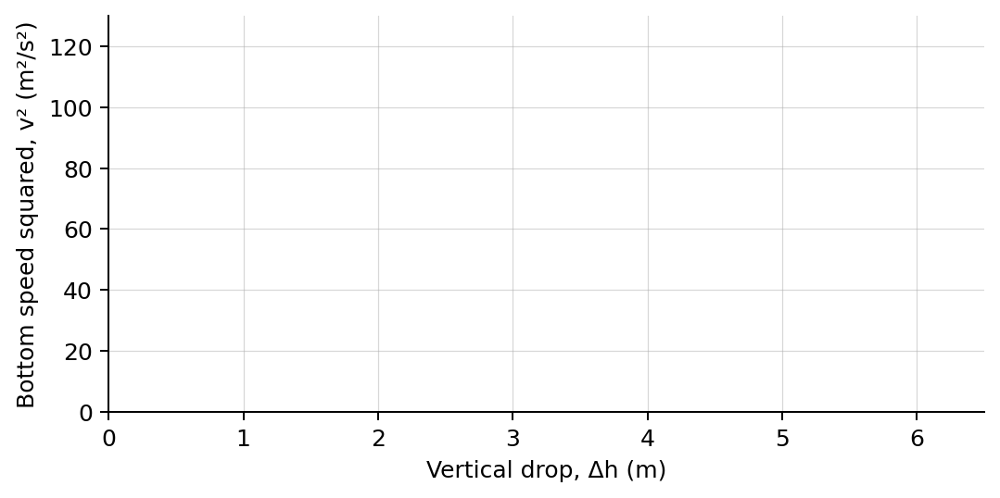 Bottom speed squared, v² (m²/s²)
120
100
80
60
40
20
0
0 1 2 3 4 5 6
Vertical drop, Δh (m)